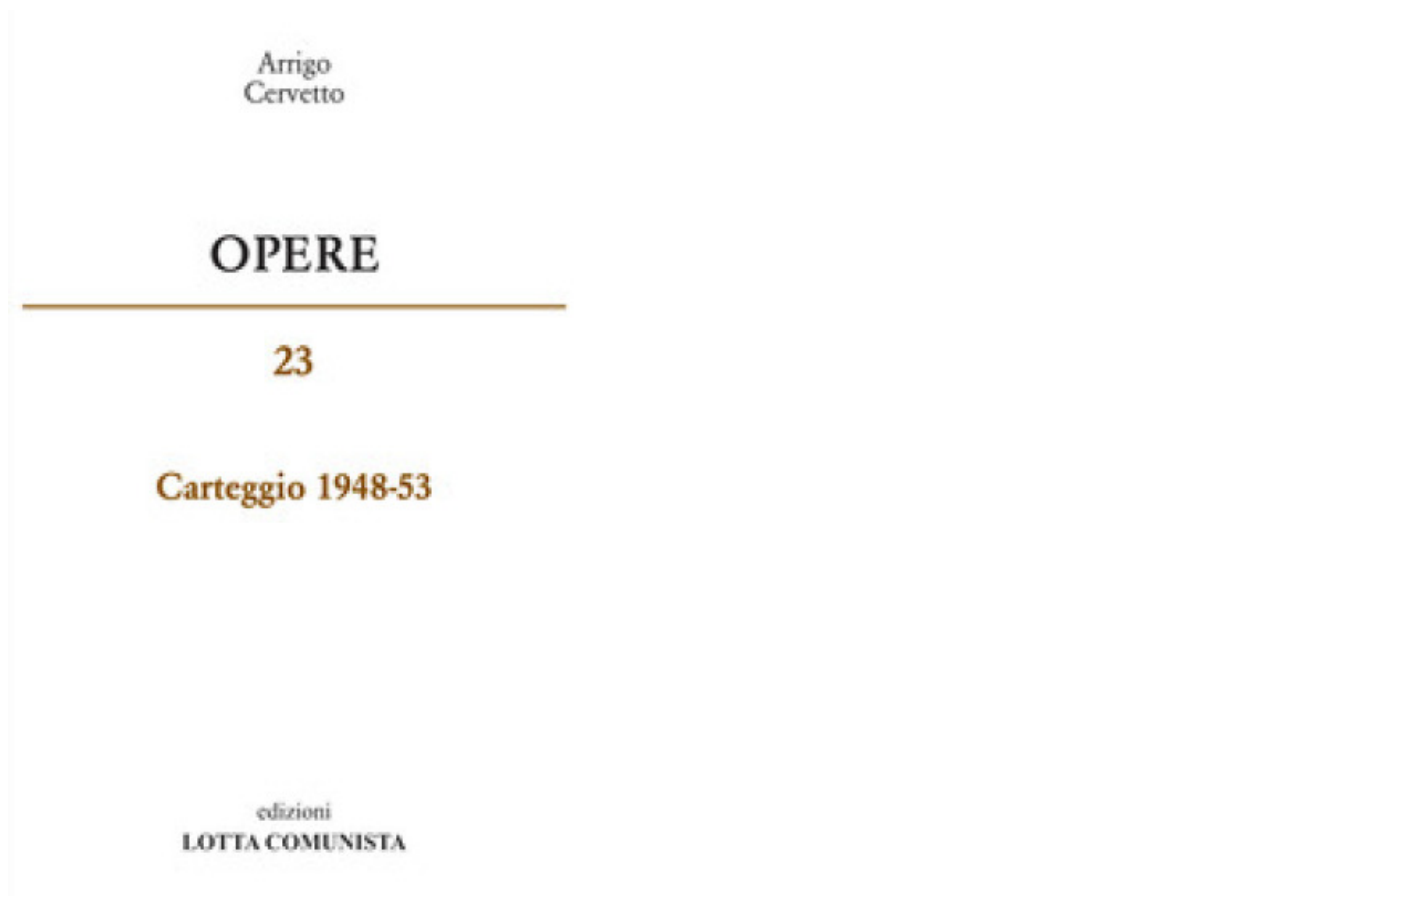 Arrigo
Cervetto
OPERE
23
Carteggio 1948-53
edizioni
LOTTA COMUNISTA